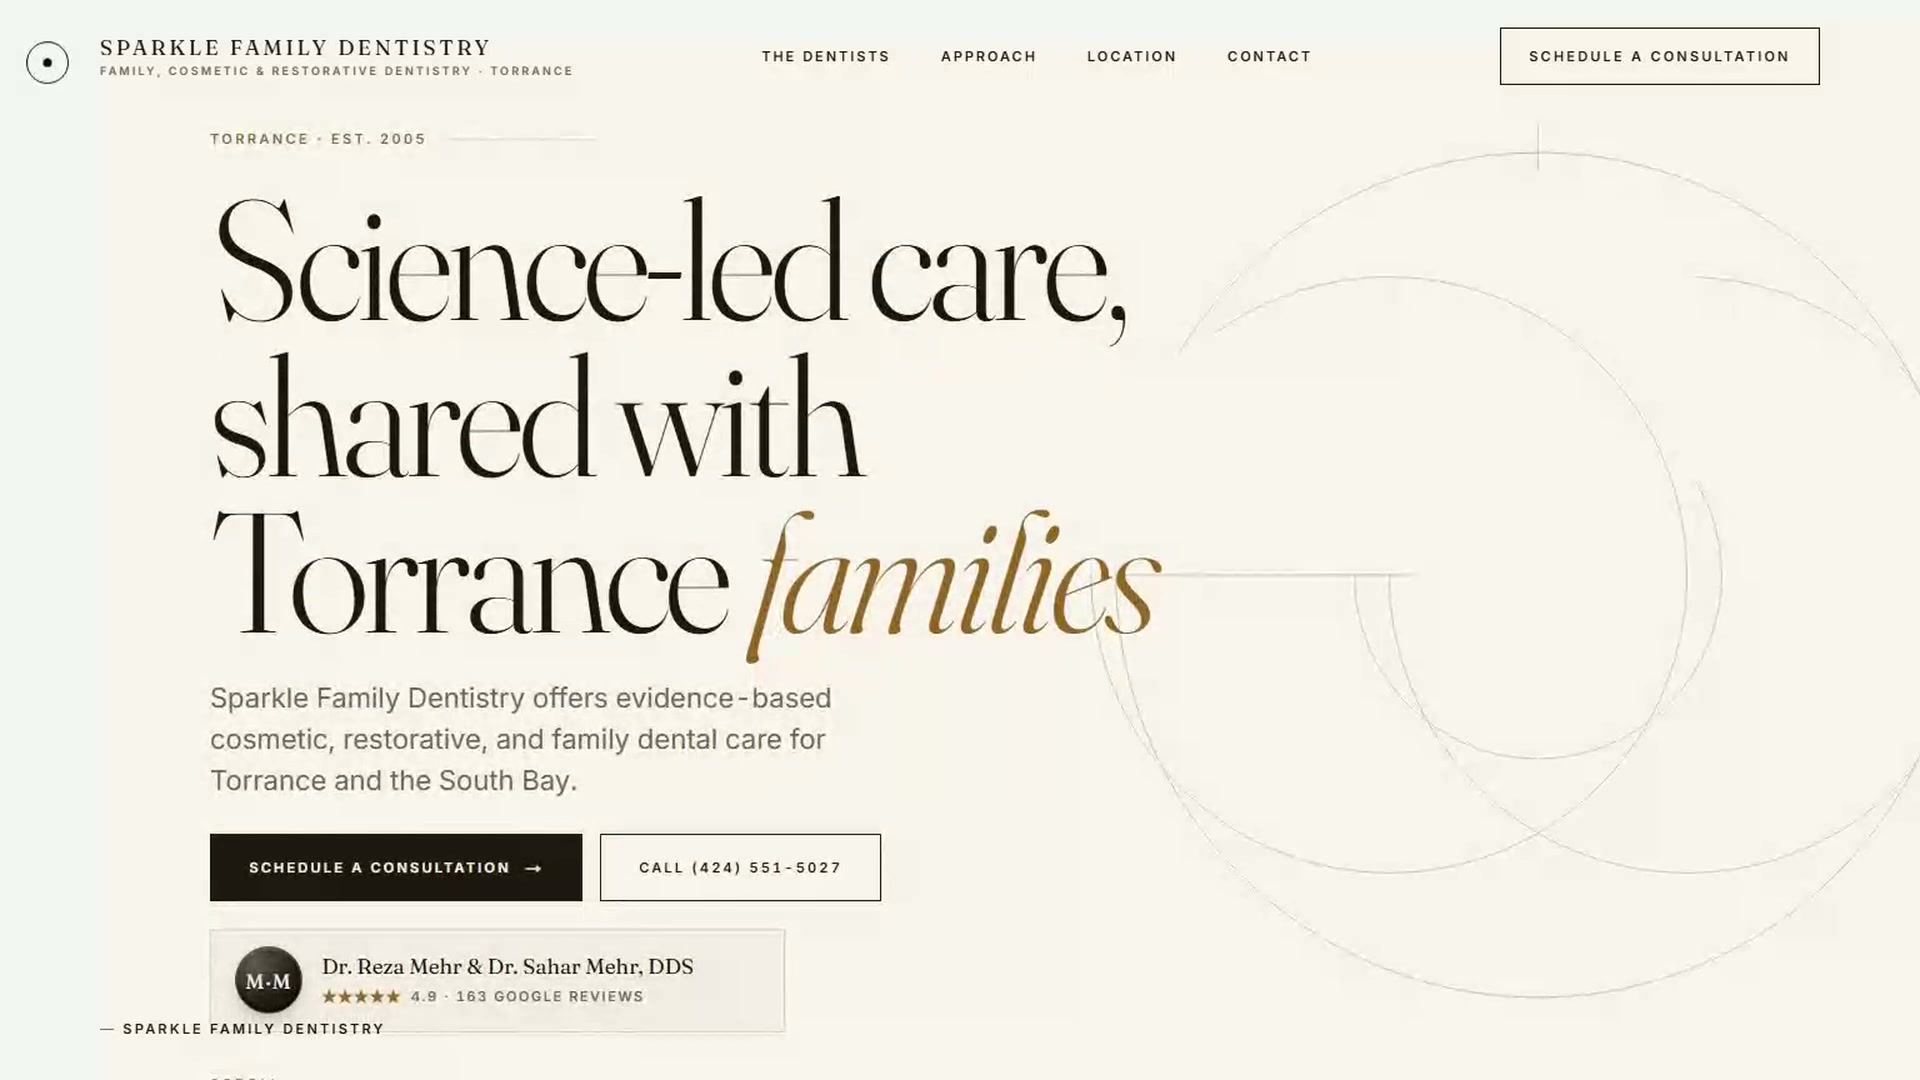 SPARKLE FAMILY DENTISTRY
FAMILY, COSMETIC & RESTORATIVE DENTISTRY · TORRANCE
THE DENTISTS
APPROACH
LOCATION
CONTACT
SCHEDULE A CONSULTATION
TORRANCE · EST. 2005
Science-led care,
shared with
Torrance families
Sparkle Family Dentistry offers evidence-based
cosmetic, restorative, and family dental care for
Torrance and the South Bay.
SCHEDULE A CONSULTATION →
CALL (424) 551-5027
M·M
Dr. Reza Mehr & Dr. Sahar Mehr, DDS
★★★★★ 4.9 · 163 GOOGLE REVIEWS
— SPARKLE FAMILY DENTISTRY